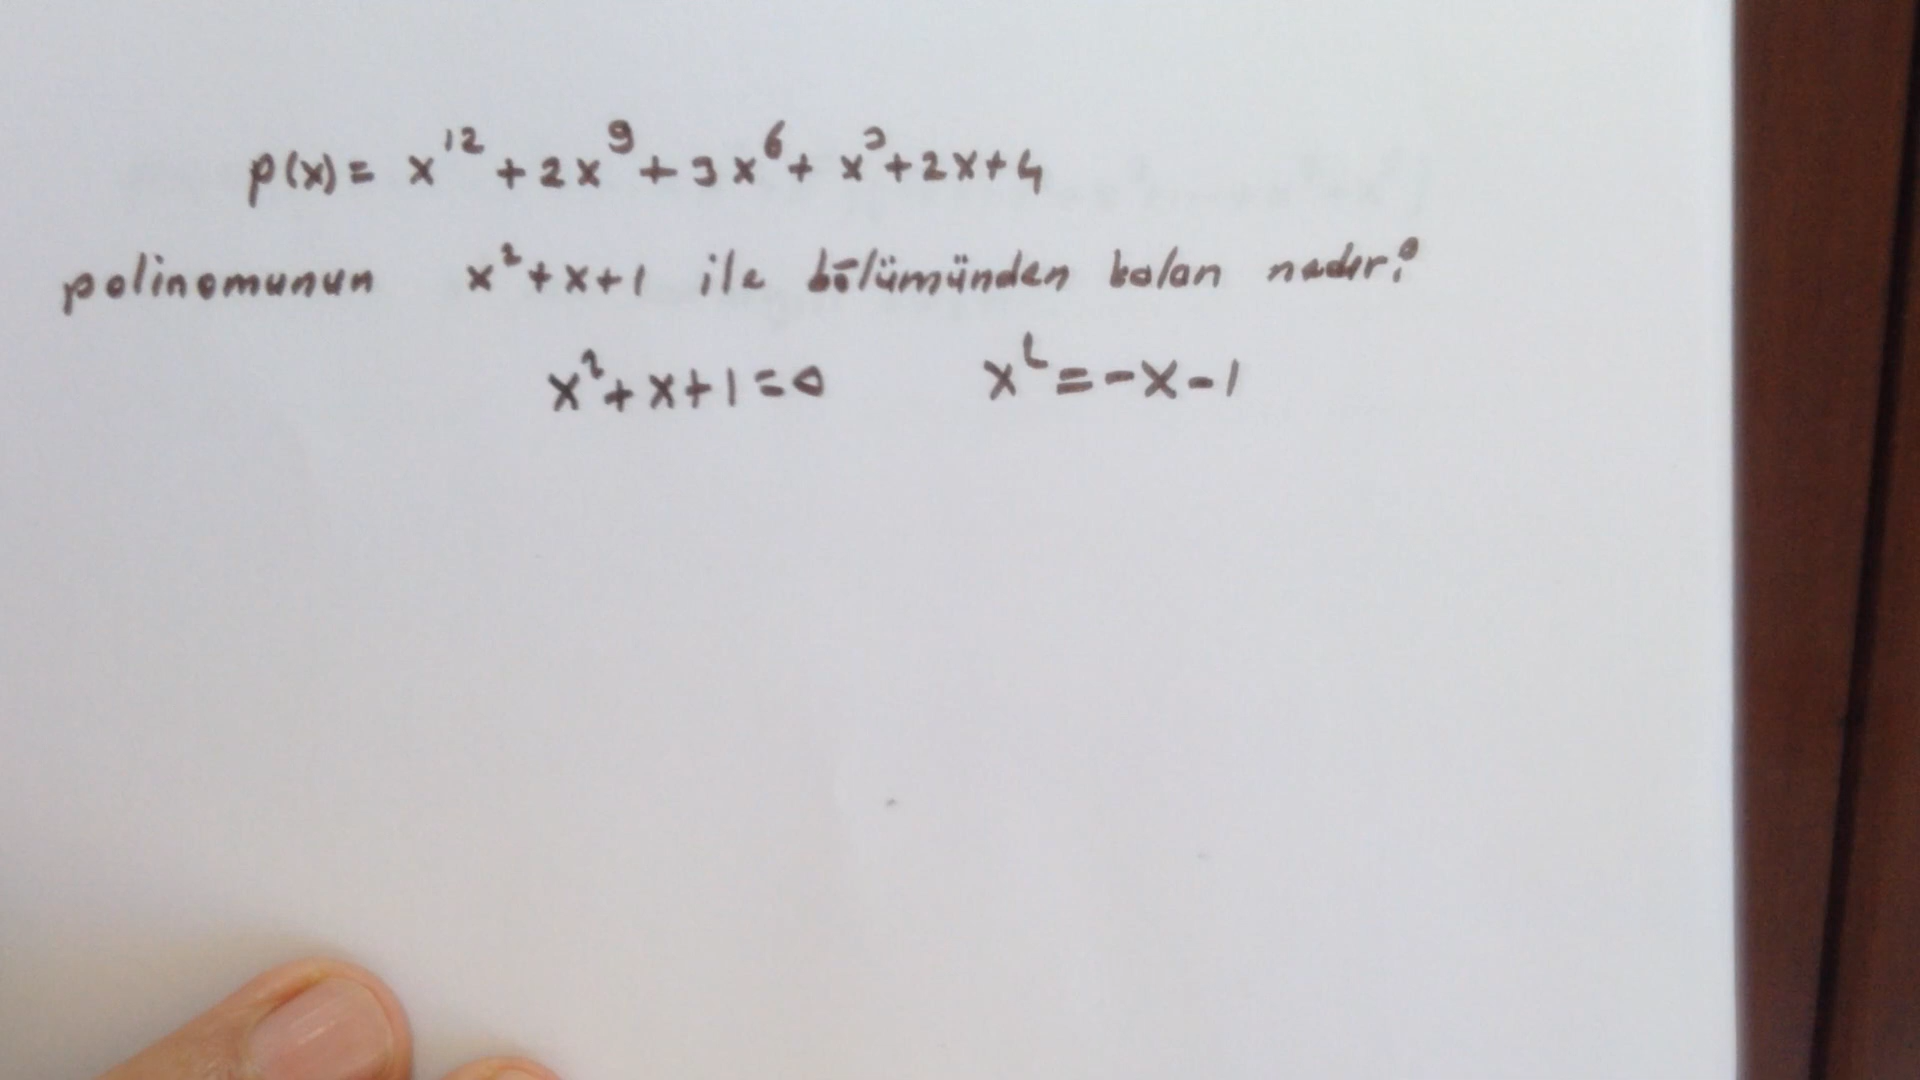 p(x) = x¹² + 2x⁹ + 3x⁶ + x³ + 2x + 4
polinomunun x² + x + 1 ile bölümünden kalan nedir?
x² + x + 1 = 0 x² = -x - 1